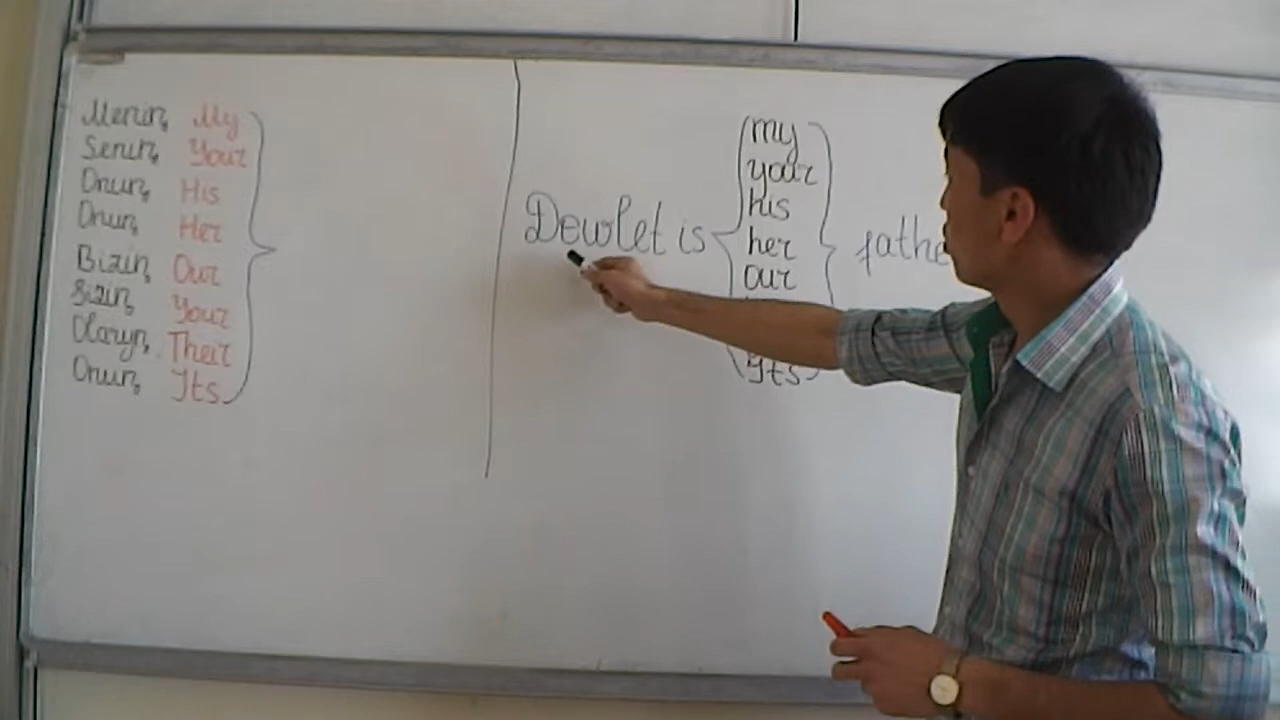 Meniň My
Seniň Your
Onuň His
Onuň Her
Biziň Our
Siziň Your
Olaryň Their
Onuň Its
Dowlet is
my
your
his
her
our
Its
fathe